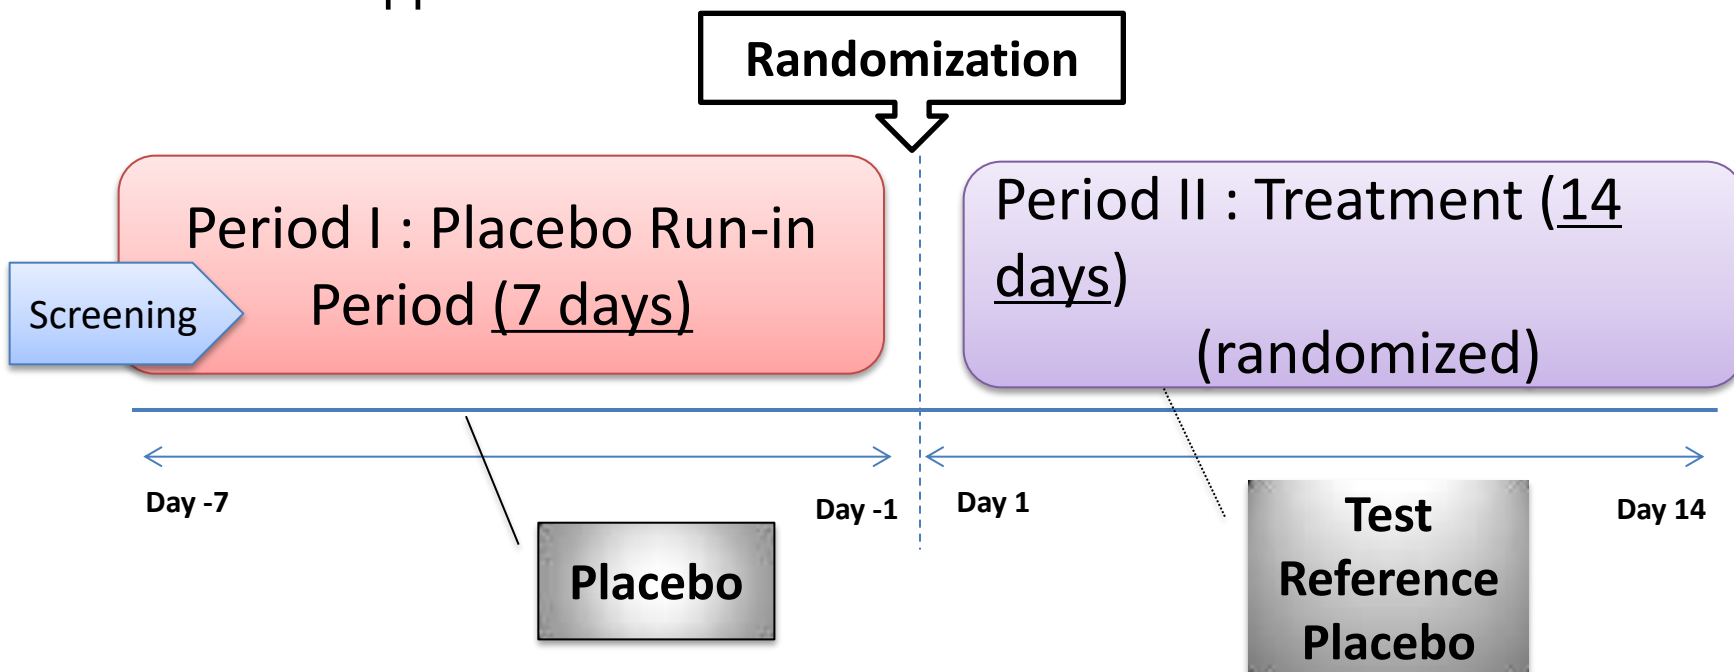 Randomization
Period I : Placebo Run-in
Period (7 days)
Screening
Period II : Treatment (14
days)
(randomized)
Day -7
Day -1
Day 1
Day 14
Placebo
Test
Reference
Placebo